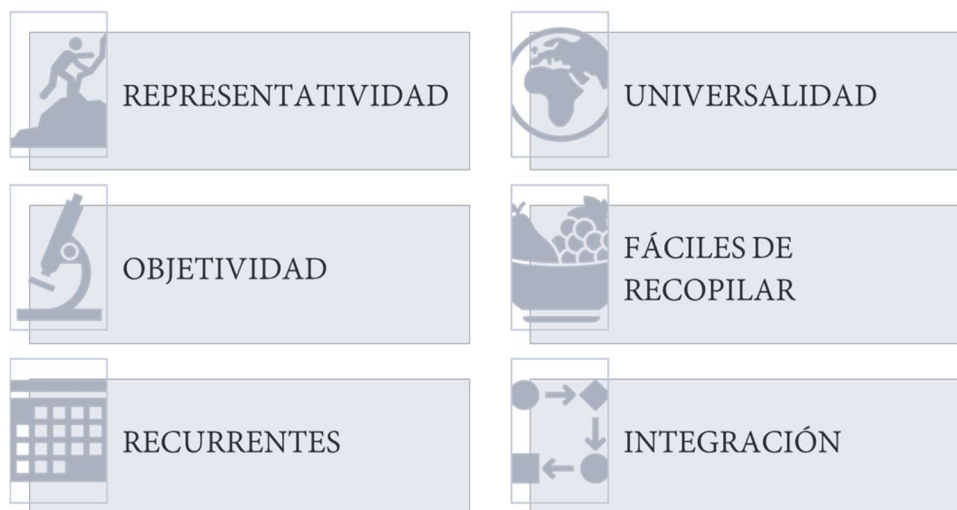 REPRESENTATIVIDAD
UNIVERSALIDAD
OBJETIVIDAD
FÁCILES DE
RECOPILAR
RECURRENTES
INTEGRACIÓN